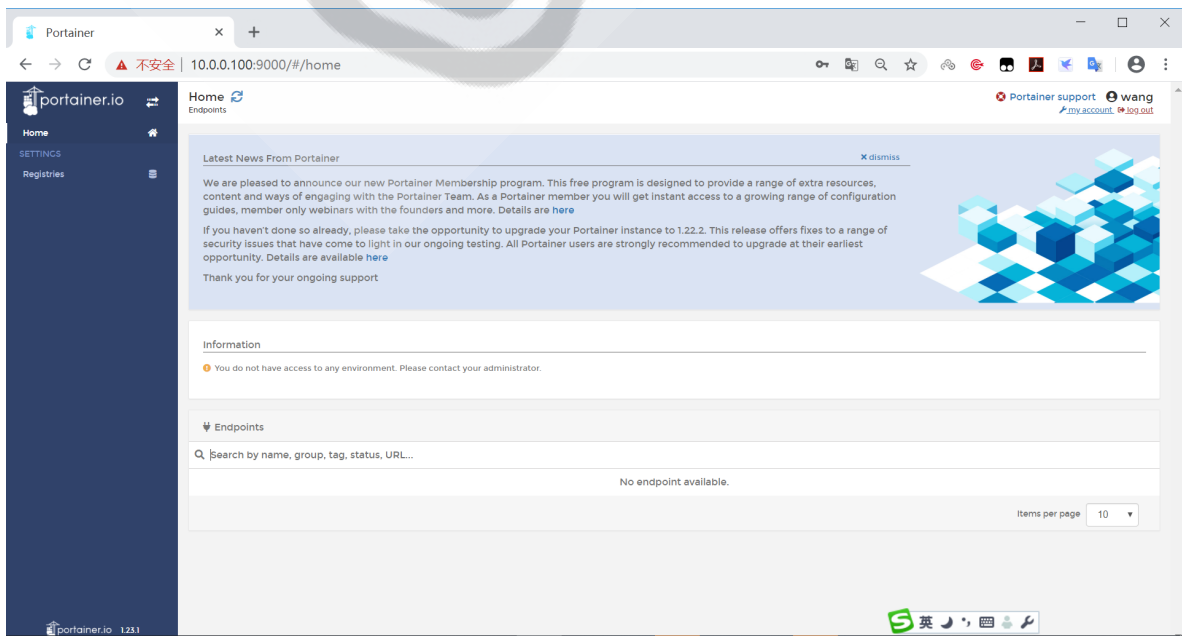 Portainer
不安全
10.0.0.100:9000/#/home
portainer.io
Home
SETTINGS
Registries
Home
Endpoints
Portainer support
wang
my account
log out
Latest News From Portainer
dismiss
We are pleased to announce our new Portainer Membership program. This free program is designed to provide a range of extra resources,
content and ways of engaging with the Portainer Team. As a Portainer member you will get instant access to a growing range of configuration
guides, member only webinars with the founders and more. Details are here
If you haven't done so already, please take the opportunity to upgrade your Portainer instance to 1.22.2. This release offers fixes to a range of
security issues that have come to light in our ongoing testing. All Portainer users are strongly recommended to upgrade at their earliest
opportunity. Details are available here
Thank you for your ongoing support
Information
You do not have access to any environment. Please contact your administrator.
Endpoints
Search by name, group, tag, status, URL...
No endpoint available.
Items per page
10
portainer.io 1.23.1
英